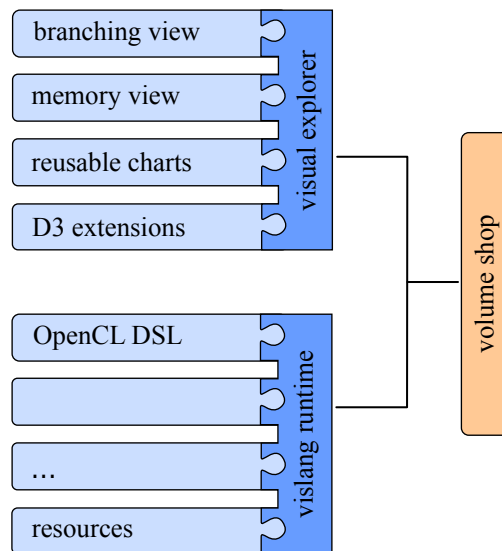 branching view
memory view
reusable charts
D3 extensions
visual explorer
OpenCL DSL
...
resources
vislang runtime
volume shop